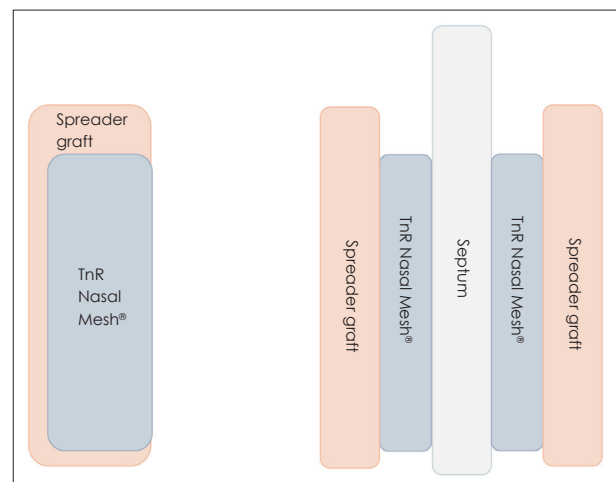 Spreader
graft
TnR
Nasal
Mesh®
Spreader graft
TnR Nasal Mesh®
Septum
TnR Nasal Mesh®
Spreader graft